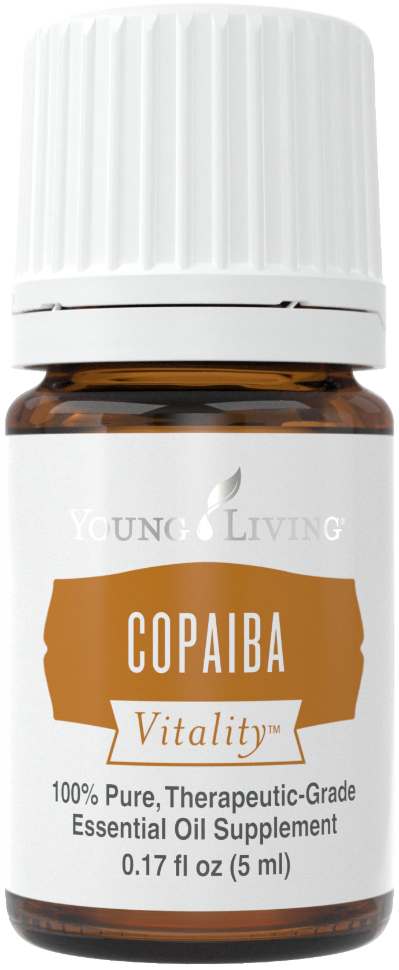 YOUNG LIVING®
COPAIBA
Vitality™
100% Pure, Therapeutic-Grade
Essential Oil Supplement
0.17 fl oz (5 ml)